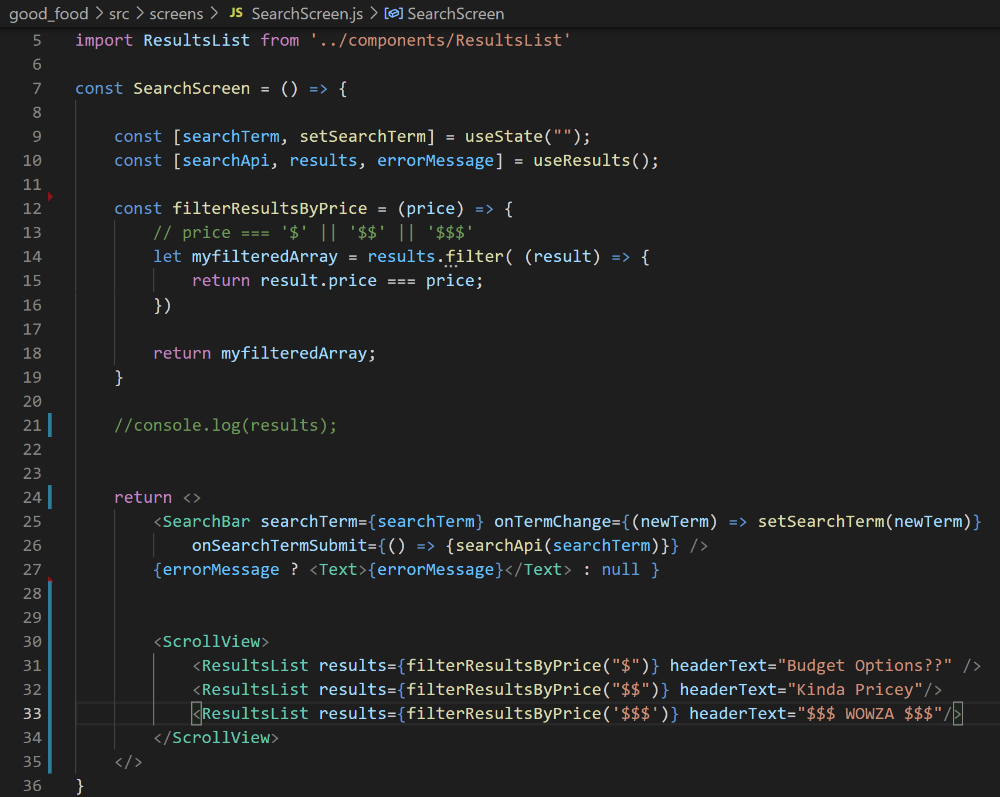 good_food > src > screens > JS SearchScreen.js > SearchScreen
5 import ResultsList from '../components/ResultsList'
6
7 const SearchScreen = () => {
8
9 const [searchTerm, setSearchTerm] = useState("");
10 const [searchApi, results, errorMessage] = useResults();
11
12 const filterResultsByPrice = (price) => {
13 // price === '$' || '$$' || '$$$'
14 let myfilteredArray = results.filter( (result) => {
15 return result.price === price;
16 })
17
18 return myfilteredArray;
19 }
20
21 //console.log(results);
22
23
24 return <>
25 <SearchBar searchTerm={searchTerm} onTermChange={(newTerm) => setSearchTerm(newTerm)}
26 onSearchTermSubmit={() => {searchApi(searchTerm)}} />
27 {errorMessage ? <Text>{errorMessage}</Text> : null }
28
29
30 <ScrollView>
31 <ResultsList results={filterResultsByPrice("$")} headerText="Budget Options??" />
32 <ResultsList results={filterResultsByPrice("$$")} headerText="Kinda Pricey"/>
33 <ResultsList results={filterResultsByPrice('$$$')} headerText="$$$ WOWZA $$$"/>
34 </ScrollView>
35 </>
36 }